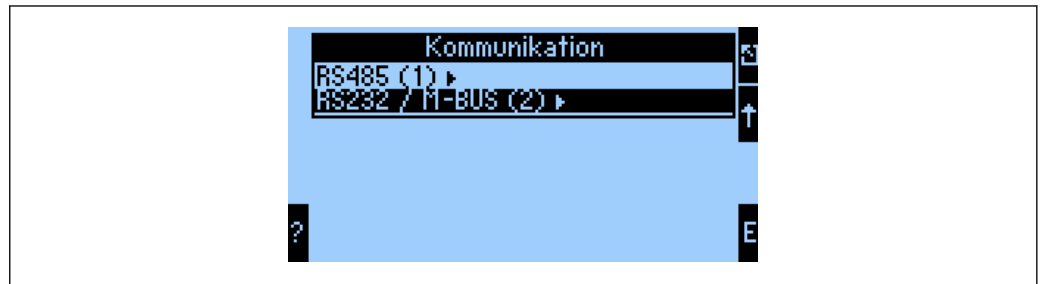 Kommunikation
RS485 (1) ▸
RS232 / M-BUS (2) ▸
↑
? E